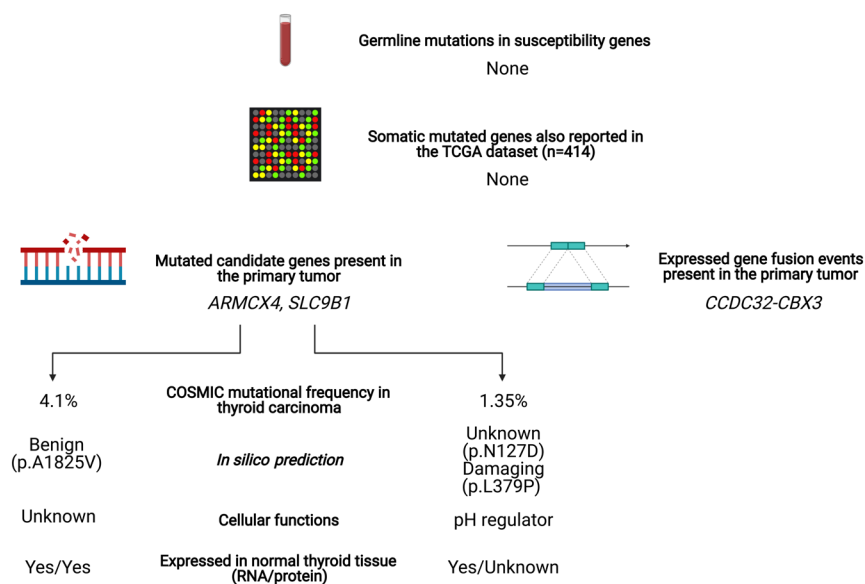 Germline mutations in susceptibility genes
None
Somatic mutated genes also reported in
the TCGA dataset (n=414)
None
Mutated candidate genes present in
the primary tumor
ARMCX4, SLC9B1
Expressed gene fusion events
present in the primary tumor
CCDC32-CBX3
COSMIC mutational frequency in
thyroid carcinoma
4.1%
1.35%
Benign
(p.A1825V)
In silico prediction
Unknown
(p.N127D)
Damaging
(p.L379P)
Unknown
Cellular functions
pH regulator
Yes/Yes
Expressed in normal thyroid tissue
(RNA/protein)
Yes/Unknown